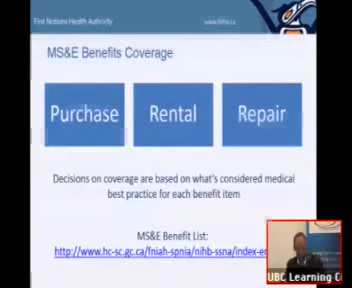 First Nations Health Authority
www.fnha.ca
MS&E Benefits Coverage
Purchase
Rental
Repair
Decisions on coverage are based on what's considered medical
best practice for each benefit item
MS&E Benefit List:
http://www.hc-sc.gc.ca/fniah-spnia/nihb-ssna/index-en
UBC Learning C